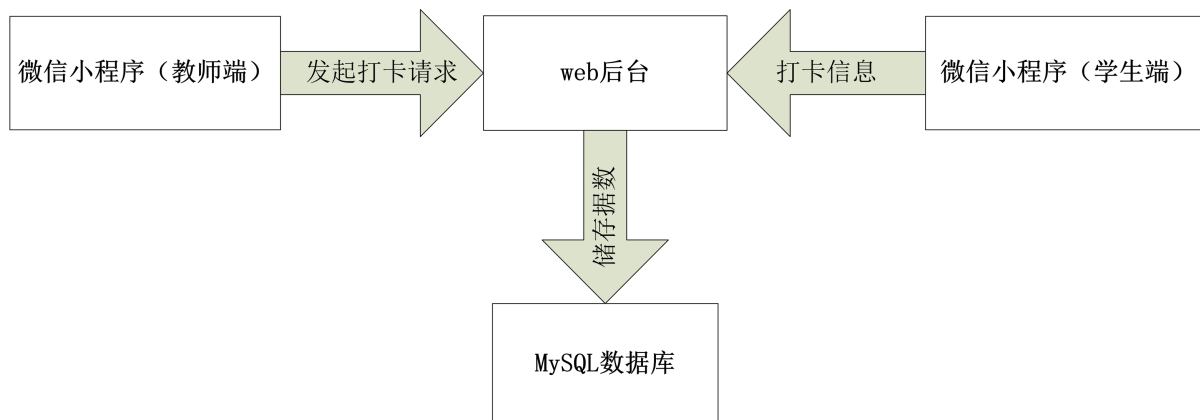 微信小程序（教师端）
发起打卡请求
web后台
打卡信息
微信小程序（学生端）
储存据数
MySQL数据库